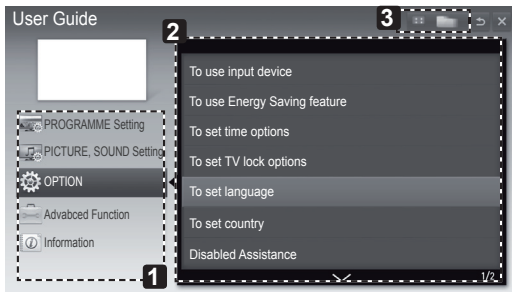 User Guide
3
2
To use input device
To use Energy Saving feature
PROGRAMME Setting
To set time options
PICTURE, SOUND Setting
To set TV lock options
OPTION
To set language
Advabced Function
To set country
Information
Disabled Assistance
1
1/2